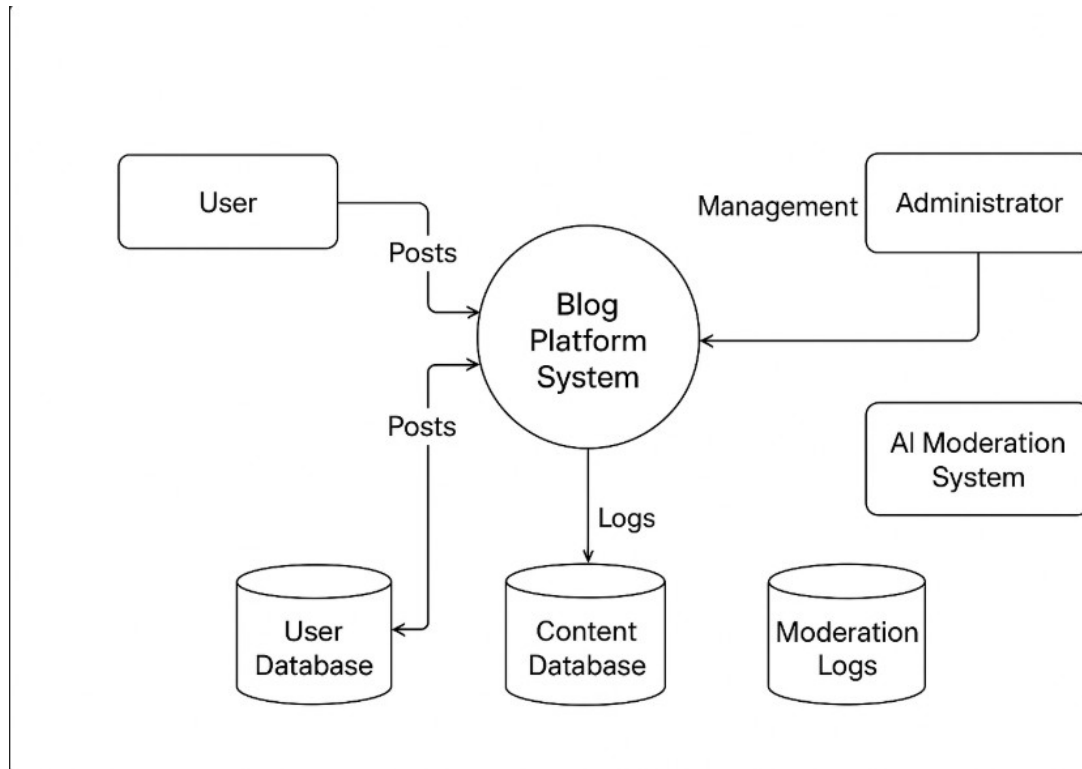 User
Management
Administrator
Posts
Blog
Platform
System
Posts
AI Moderation
System
Logs
User
Database
Content
Database
Moderation
Logs